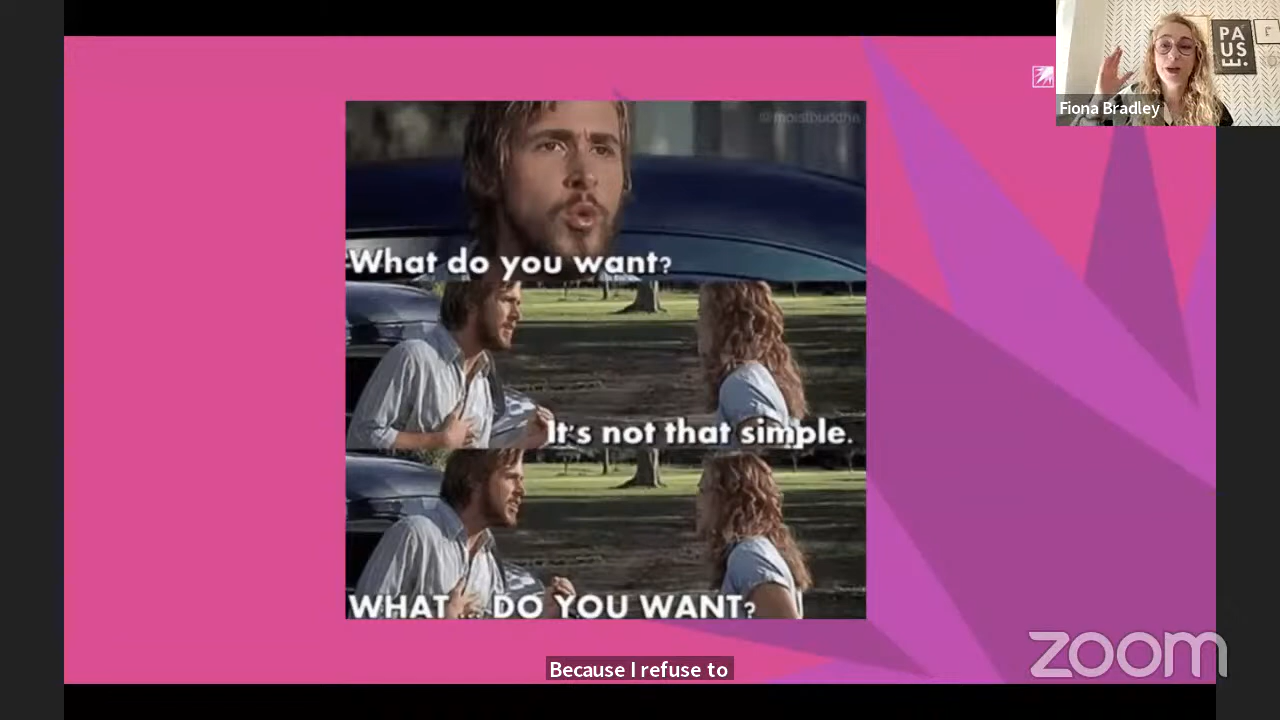 PA
US
E.
Fiona Bradley
@moistbuddha
What do you want?
It's not that simple.
WHAT... DO YOU WANT?
Because I refuse to
zoom